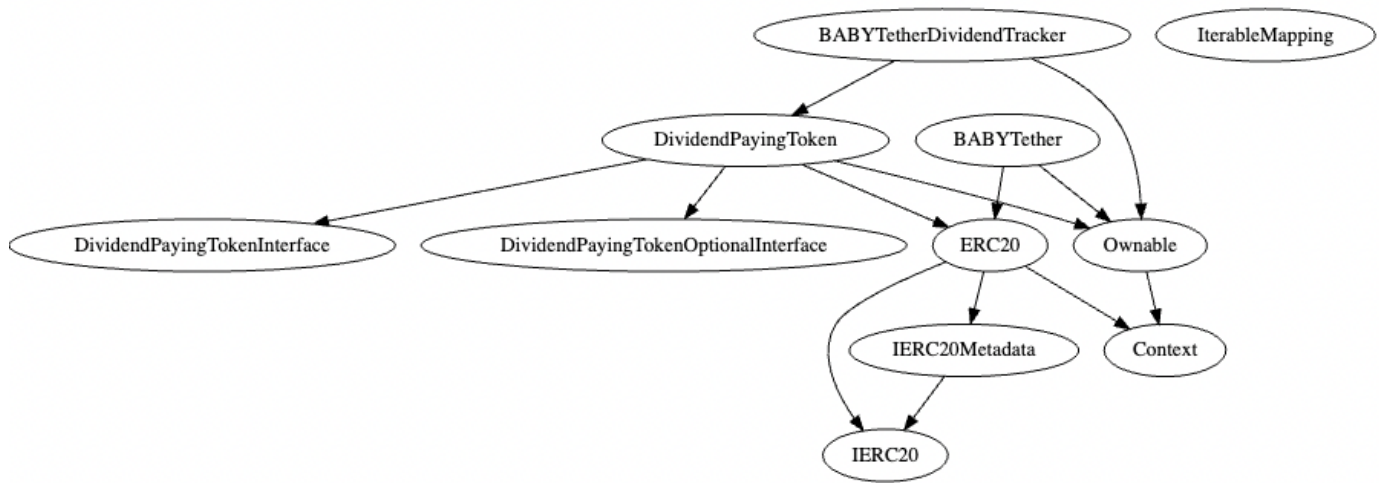 BABYTetherDividendTracker
IterableMapping
DividendPayingToken
BABYTether
DividendPayingTokenInterface
DividendPayingTokenOptionalInterface
ERC20
Ownable
IERC20Metadata
Context
IERC20